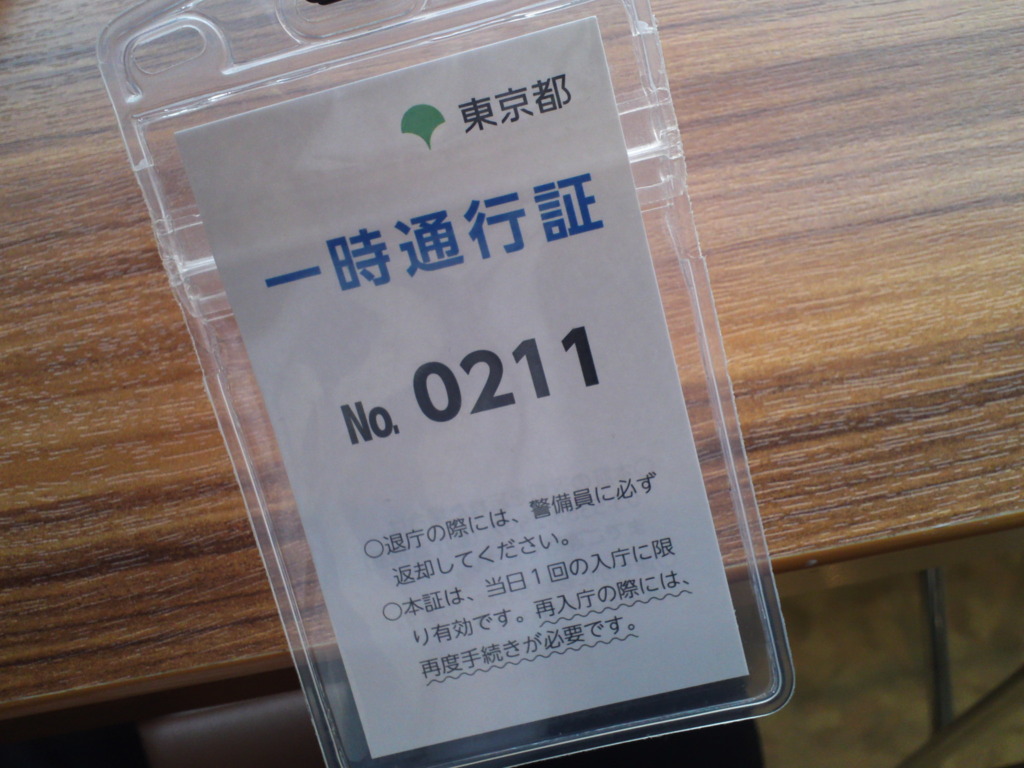 東京都
一時通行証
No. 0211
○退庁の際には、警備員に必ず
返却してください。
○本証は、当日1回の入庁に限
り有効です。再入庁の際には、
再度手続きが必要です。